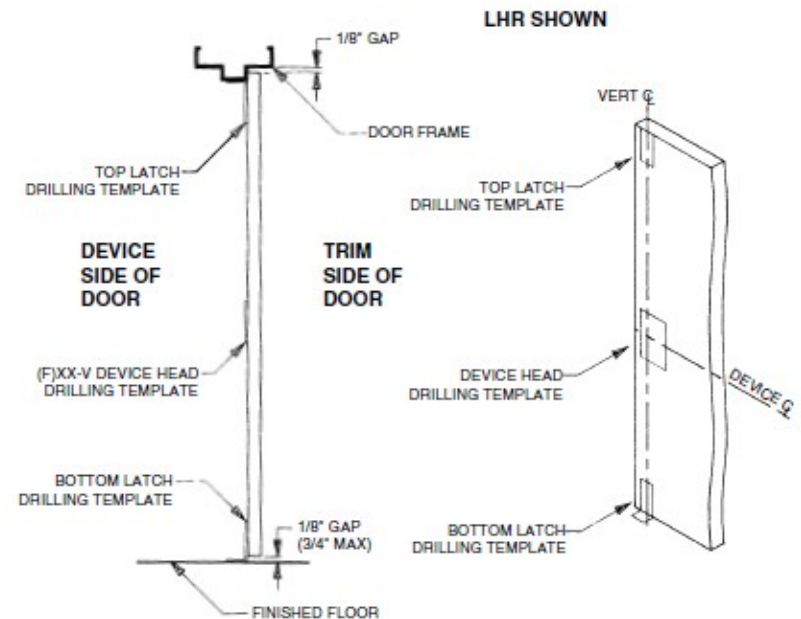 LHR SHOWN
1/8" GAP
DOOR FRAME
TOP LATCH
DRILLING TEMPLATE
DEVICE
SIDE OF
DOOR
TRIM
SIDE OF
DOOR
(F)XX-V DEVICE HEAD
DRILLING TEMPLATE
BOTTOM LATCH
DRILLING TEMPLATE
1/8" GAP
(3/4" MAX)
FINISHED FLOOR
VERT ℄
TOP LATCH
DRILLING TEMPLATE
DEVICE HEAD
DRILLING TEMPLATE
DEVICE ℄
BOTTOM LATCH
DRILLING TEMPLATE